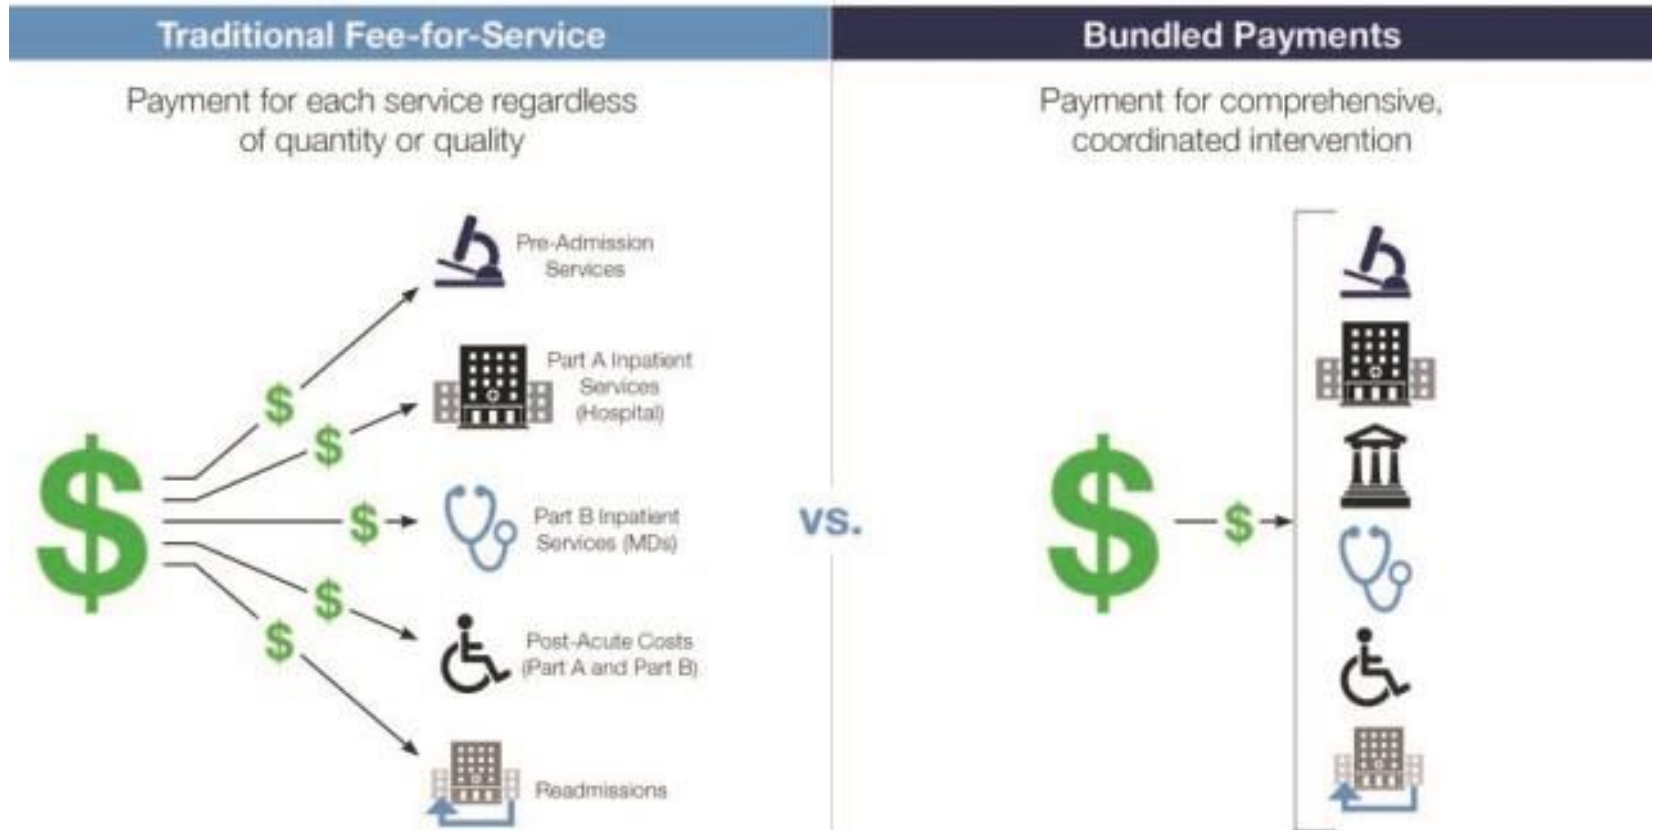 Traditional Fee-for-Service
Bundled Payments
Payment for each service regardless
of quantity or quality
Payment for comprehensive,
coordinated intervention
Pre-Admission
Services
Part A Inpatient
Services
(Hospital)
Part B Inpatient
Services (MDs)
Post-Acute Costs
(Part A and Part B)
Readmissions
$
$
$
$
$
$
vs.
$
$